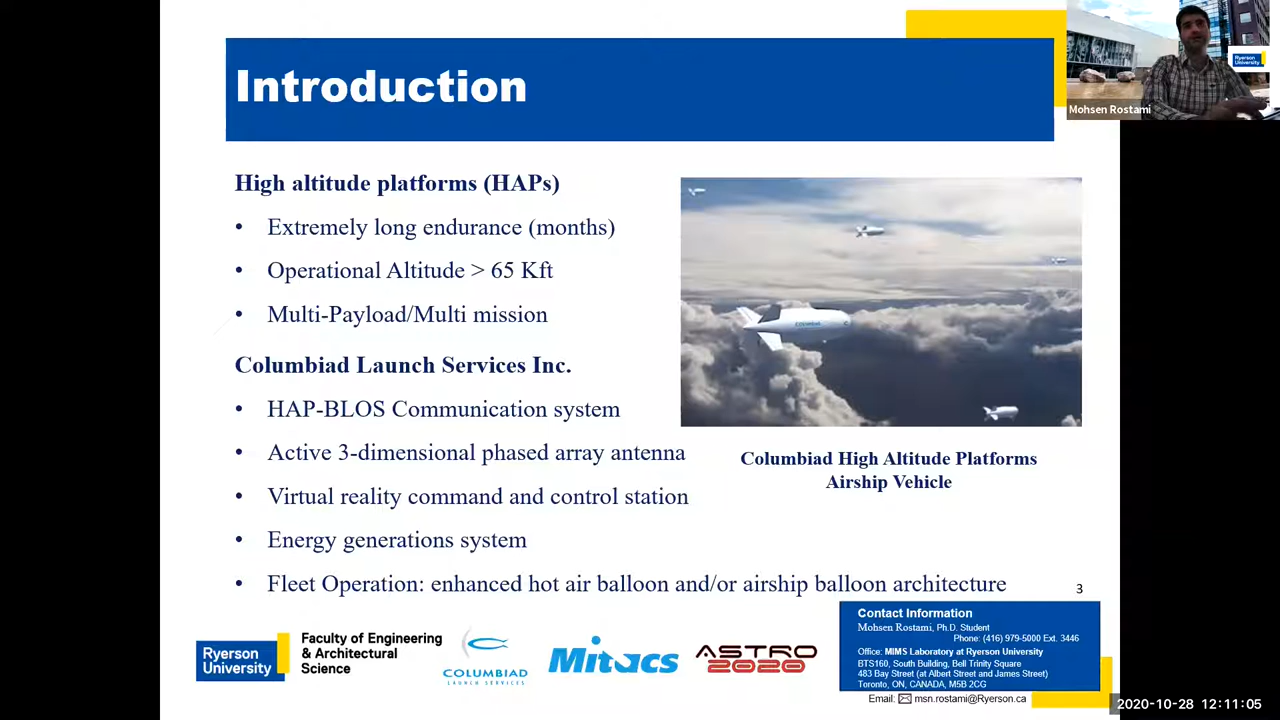 Introduction
Ryerson
University
Mohsen Rostami
High altitude platforms (HAPs)
• Extremely long endurance (months)
• Operational Altitude > 65 Kft
• Multi-Payload/Multi mission
Columbiad Launch Services Inc.
• HAP-BLOS Communication system
• Active 3-dimensional phased array antenna
• Virtual reality command and control station
• Energy generations system
• Fleet Operation: enhanced hot air balloon and/or airship balloon architecture
COLUMBIAD
Columbiad High Altitude Platforms
Airship Vehicle
3
Ryerson
University
Faculty of Engineering
& Architectural
Science
COLUMBIAD
LAUNCH SERVICES
Mitacs
ASTRO
2020
Contact Information
Mohsen Rostami, Ph.D. Student
Phone: (416) 979-5000 Ext. 3446
Office: MIMS Laboratory at Ryerson University
BTS160, South Building, Bell Trinity Square
483 Bay Street (at Albert Street and James Street)
Toronto, ON, CANADA, M5B 2CG
Email: msn.rostami@Ryerson.ca
2020-10-28 12:11:05